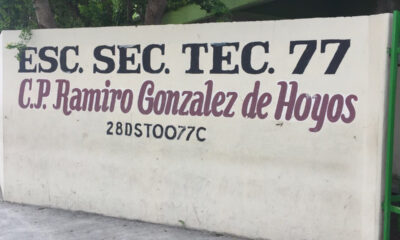 ESC. SEC. TEC. 77
C.P. Ramiro Gonzalez de Hoyos
28DST0077C